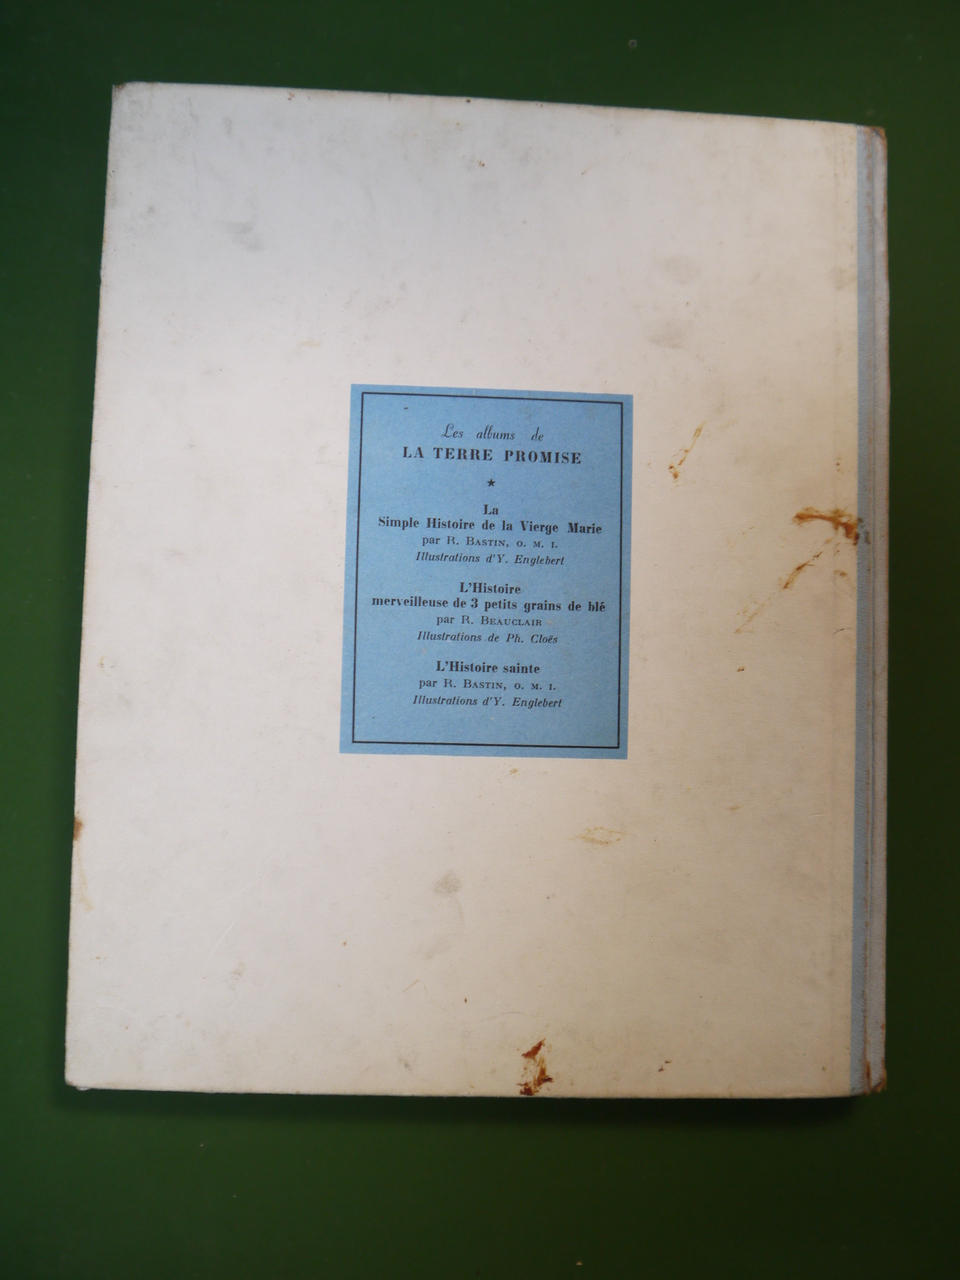 Les albums de
LA TERRE PROMISE
★
La
Simple Histoire de la Vierge Marie
par R. BASTIN, O. M. I.
Illustrations d'Y. Englebert
L'Histoire
merveilleuse de 3 petits grains de blé
par R. BEAUCLAIR
Illustrations de Ph. Cloës
L'Histoire sainte
par R. BASTIN, O. M. I.
Illustrations d'Y. Englebert